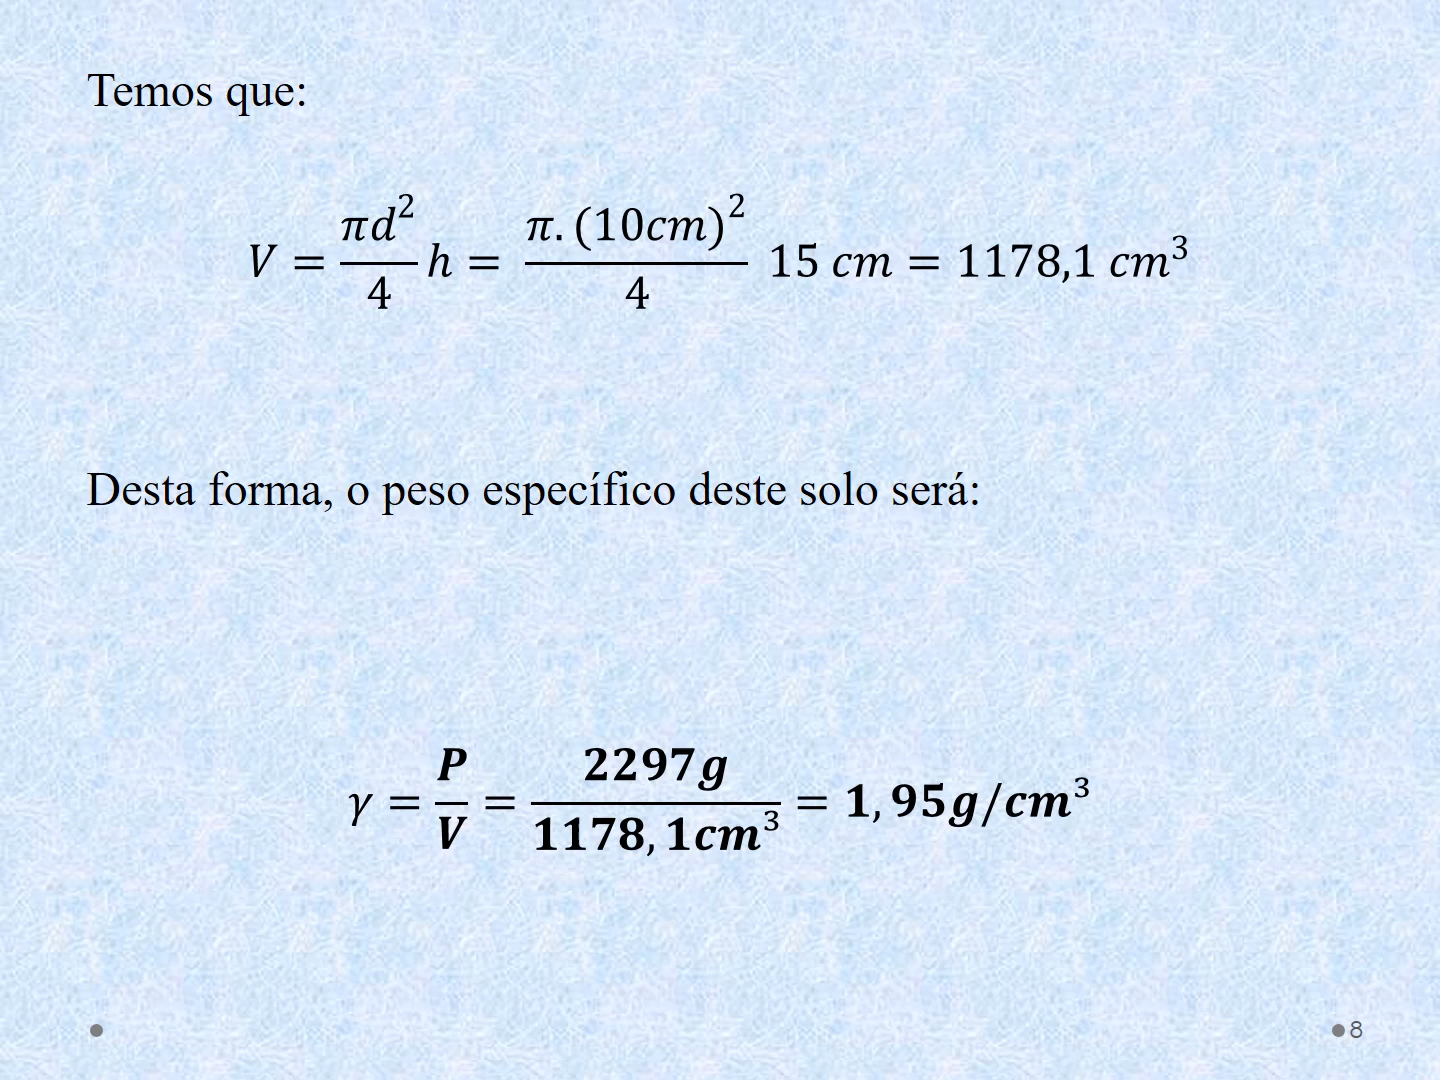 Temos que:
V = πd²/4 h = π.(10cm)²/4 15 cm = 1178,1 cm³
Desta forma, o peso específico deste solo será:
γ = P/V = 2297g/1178,1cm³ = 1,95g/cm³
8